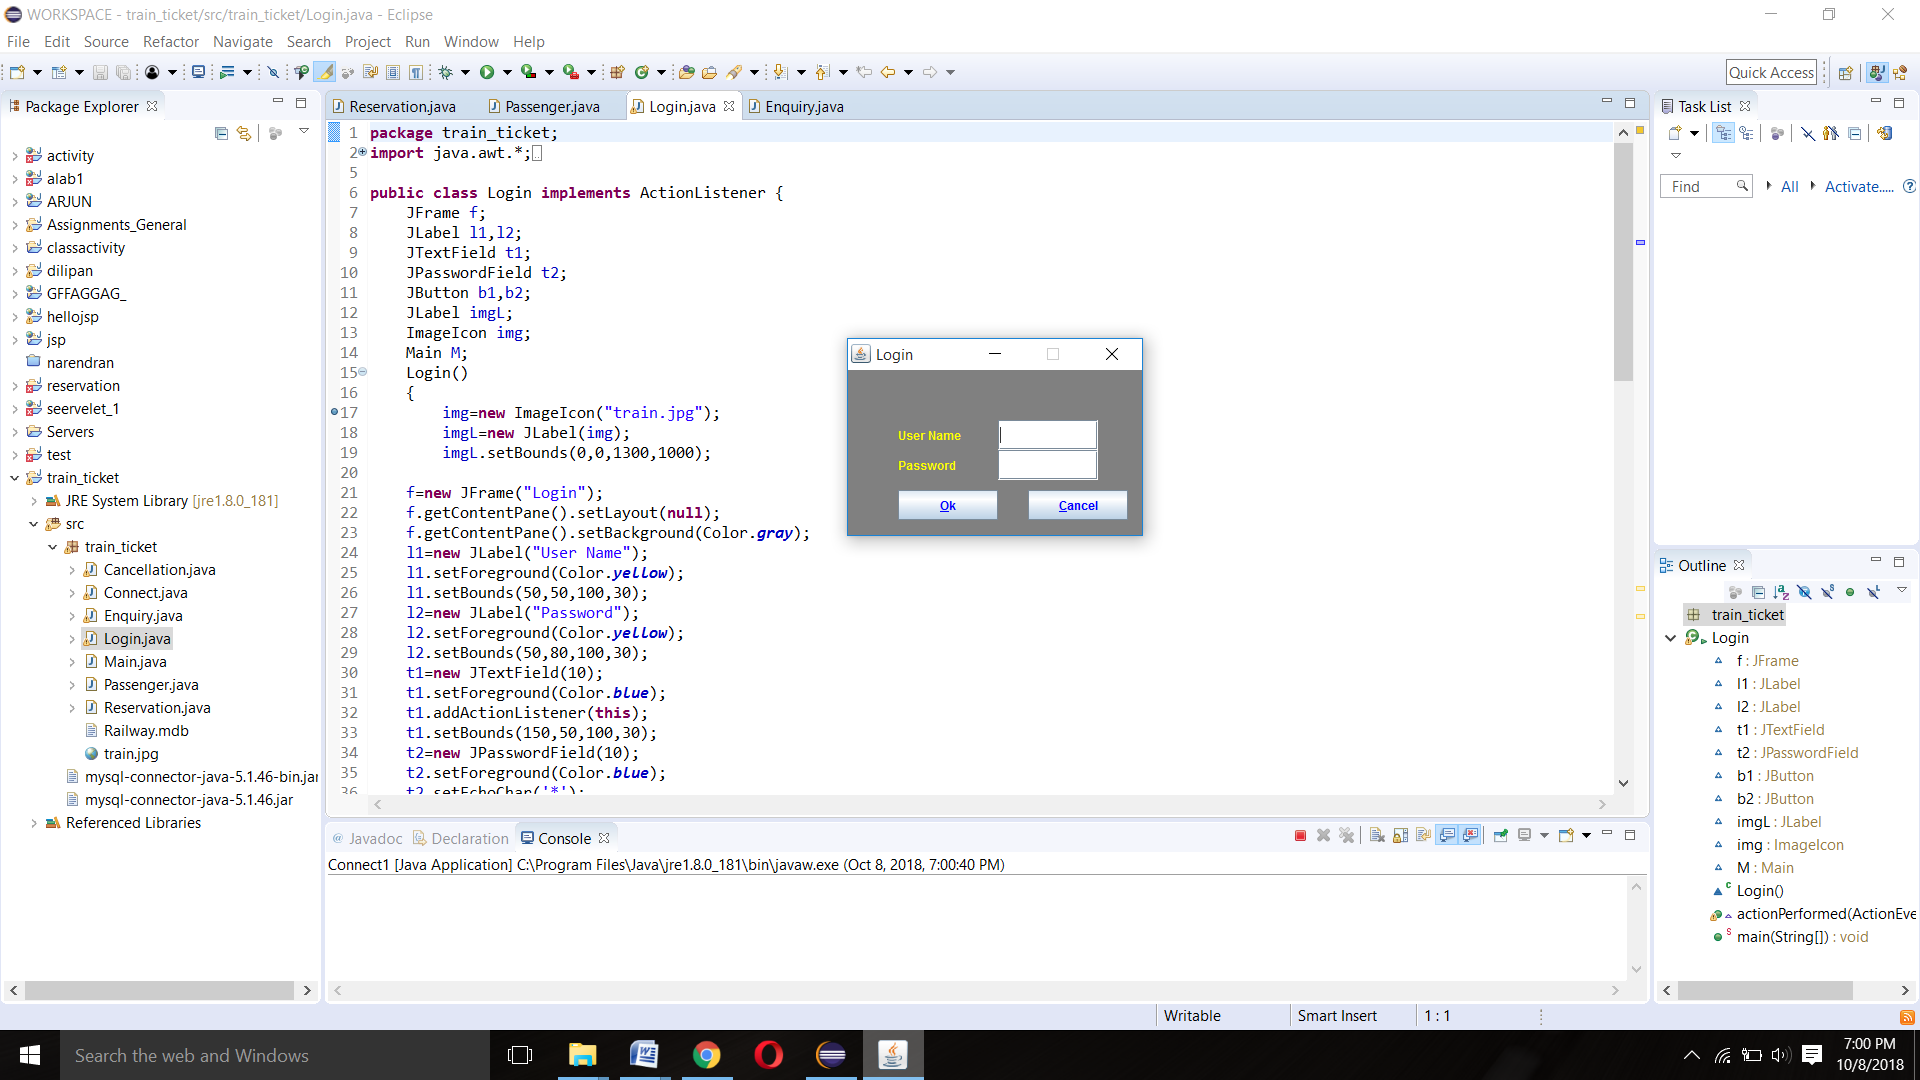 WORKSPACE - train_ticket/src/train_ticket/Login.java - Eclipse
File Edit Source Refactor Navigate Search Project Run Window Help
Quick Access
Package Explorer
activity
alab1
ARJUN
Assignments_General
classactivity
dilipan
GFFAGGAG_
hellojsp
jsp
narendran
reservation
seervelet_1
Servers
test
train_ticket
JRE System Library [jre1.8.0_181]
src
train_ticket
Cancellation.java
Connect.java
Enquiry.java
Login.java
Main.java
Passenger.java
Reservation.java
Railway.mdb
train.jpg
mysql-connector-java-5.1.46-bin.jar
mysql-connector-java-5.1.46.jar
Referenced Libraries
Reservation.java Passenger.java Login.java Enquiry.java
1 package train_ticket;
2 import java.awt.*;
5
6 public class Login implements ActionListener {
7 JFrame f;
8 JLabel l1,l2;
9 JTextField t1;
10 JPasswordField t2;
11 JButton b1,b2;
12 JLabel imgL;
13 ImageIcon img;
14 Main M;
15 Login()
16 {
17 img=new ImageIcon("train.jpg");
18 imgL=new JLabel(img);
19 imgL.setBounds(0,0,1300,1000);
20
21 f=new JFrame("Login");
22 f.getContentPane().setLayout(null);
23 f.getContentPane().setBackground(Color.gray);
24 l1=new JLabel("User Name");
25 l1.setForeground(Color.yellow);
26 l1.setBounds(50,50,100,30);
27 l2=new JLabel("Password");
28 l2.setForeground(Color.yellow);
29 l2.setBounds(50,80,100,30);
30 t1=new JTextField(10);
31 t1.setForeground(Color.blue);
32 t1.addActionListener(this);
33 t1.setBounds(150,50,100,30);
34 t2=new JPasswordField(10);
35 t2.setForeground(Color.blue);
36 t2.setEchoChar('*');
Login
User Name
Password
Ok Cancel
@ Javadoc Declaration Console
Connect1 [Java Application] C:\Program Files\Java\jre1.8.0_181\bin\javaw.exe (Oct 8, 2018, 7:00:40 PM)
Task List
Find All Activate.....
Outline
train_ticket
Login
f : JFrame
l1 : JLabel
l2 : JLabel
t1 : JTextField
t2 : JPasswordField
b1 : JButton
b2 : JButton
imgL : JLabel
img : ImageIcon
M : Main
Login()
actionPerformed(ActionEve
main(String[]) : void
Writable Smart Insert 1 : 1
Search the web and Windows
7:00 PM
10/8/2018